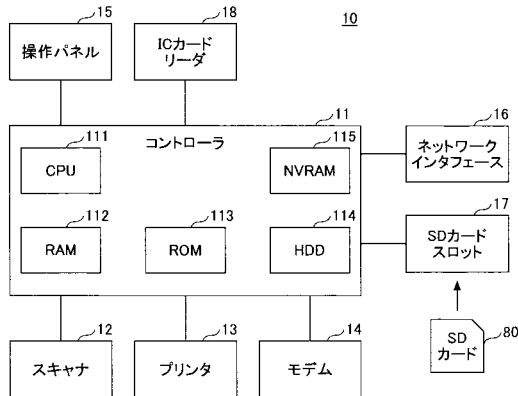 15
18
10
操作パネル
ICカード
リーダ
11
16
111
コントローラ
115
ネットワーク
インタフェース
CPU
NVRAM
17
112
113
114
SDカード
スロット
RAM
ROM
HDD
12
13
14
SD
カード
80
スキャナ
プリンタ
モデム